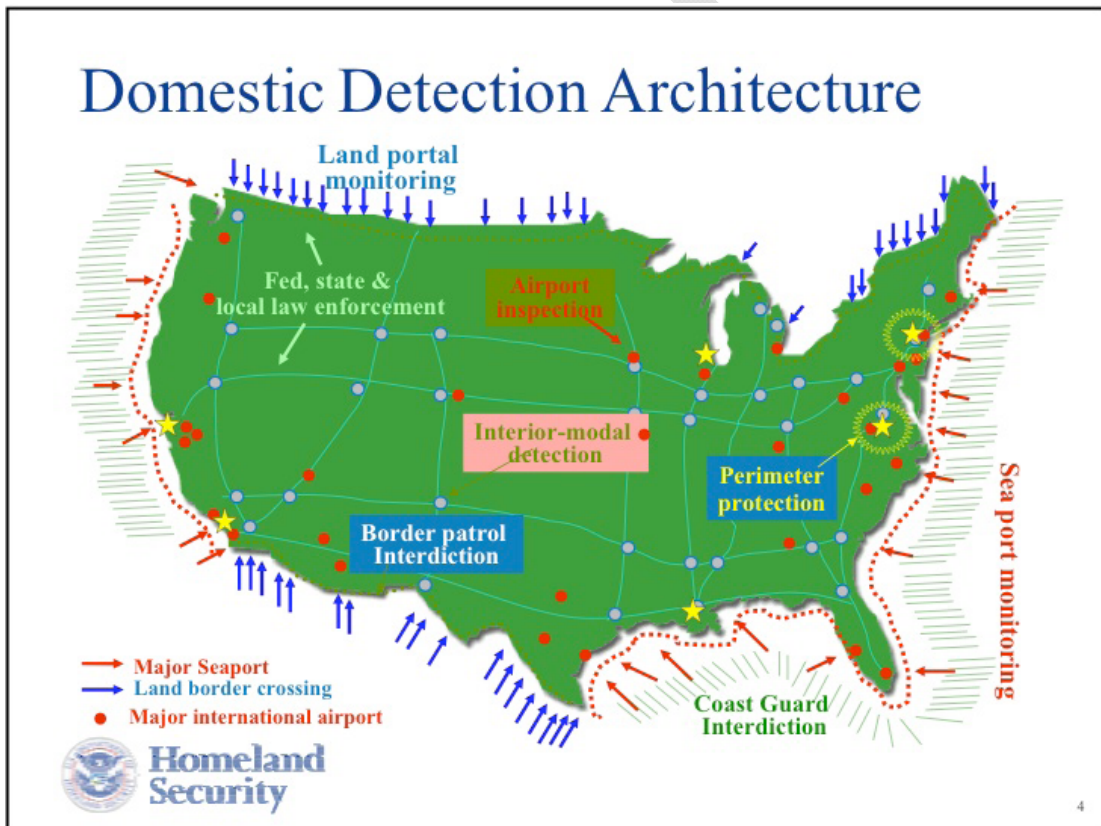 Domestic Detection Architecture
Land portal
monitoring
Fed, state &
local law enforcement
Airport
inspection
Interior-modal
detection
Perimeter
protection
Border patrol
Interdiction
Sea port monitoring
Major Seaport
Land border crossing
Major international airport
Coast Guard
Interdiction
Homeland
Security
4